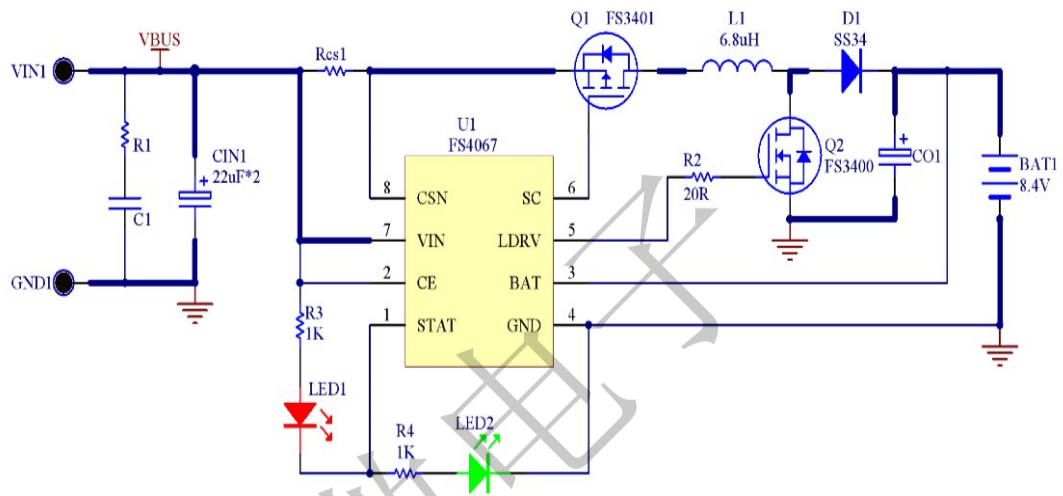 Q1 FS3401
L1
6.8uH
D1
SS34
VBUS
VIN1
Rcs1
R1
CIN1
22uF*2
C1
GND1
U1
FS4067
8 CSN SC 6
7 VIN LDRV 5
2 CE BAT 3
1 STAT GND 4
R2
20R
Q2
FS3400
CO1
BAT1
8.4V
R3
1K
LED1
R4
1K
LED2
电子